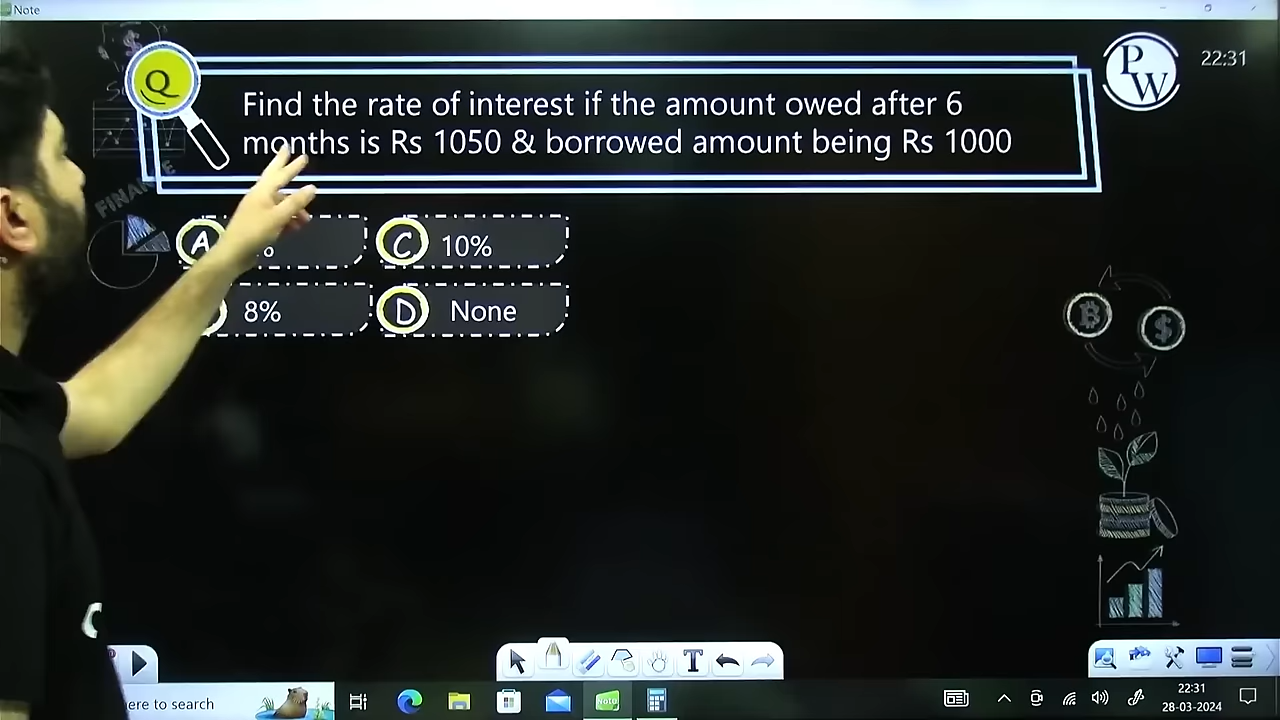 Note
P
W
22:31
Q
Find the rate of interest if the amount owed after 6
months is Rs 1050 & borrowed amount being Rs 1000
A
C 10%
8%
D None
here to search
Note
T
22:31
28-03-2024